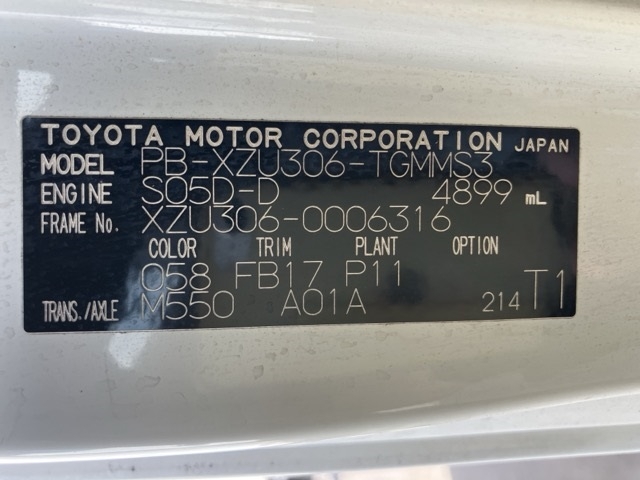 TOYOTA MOTOR CORPORATION JAPAN
MODEL PB-XZU306-TGMMS3
ENGINE S05D-D 4899 mL
FRAME No. XZU306-0006316
COLOR TRIM PLANT OPTION
058 FB17 P11
TRANS./AXLE M550 A01A 214 T1